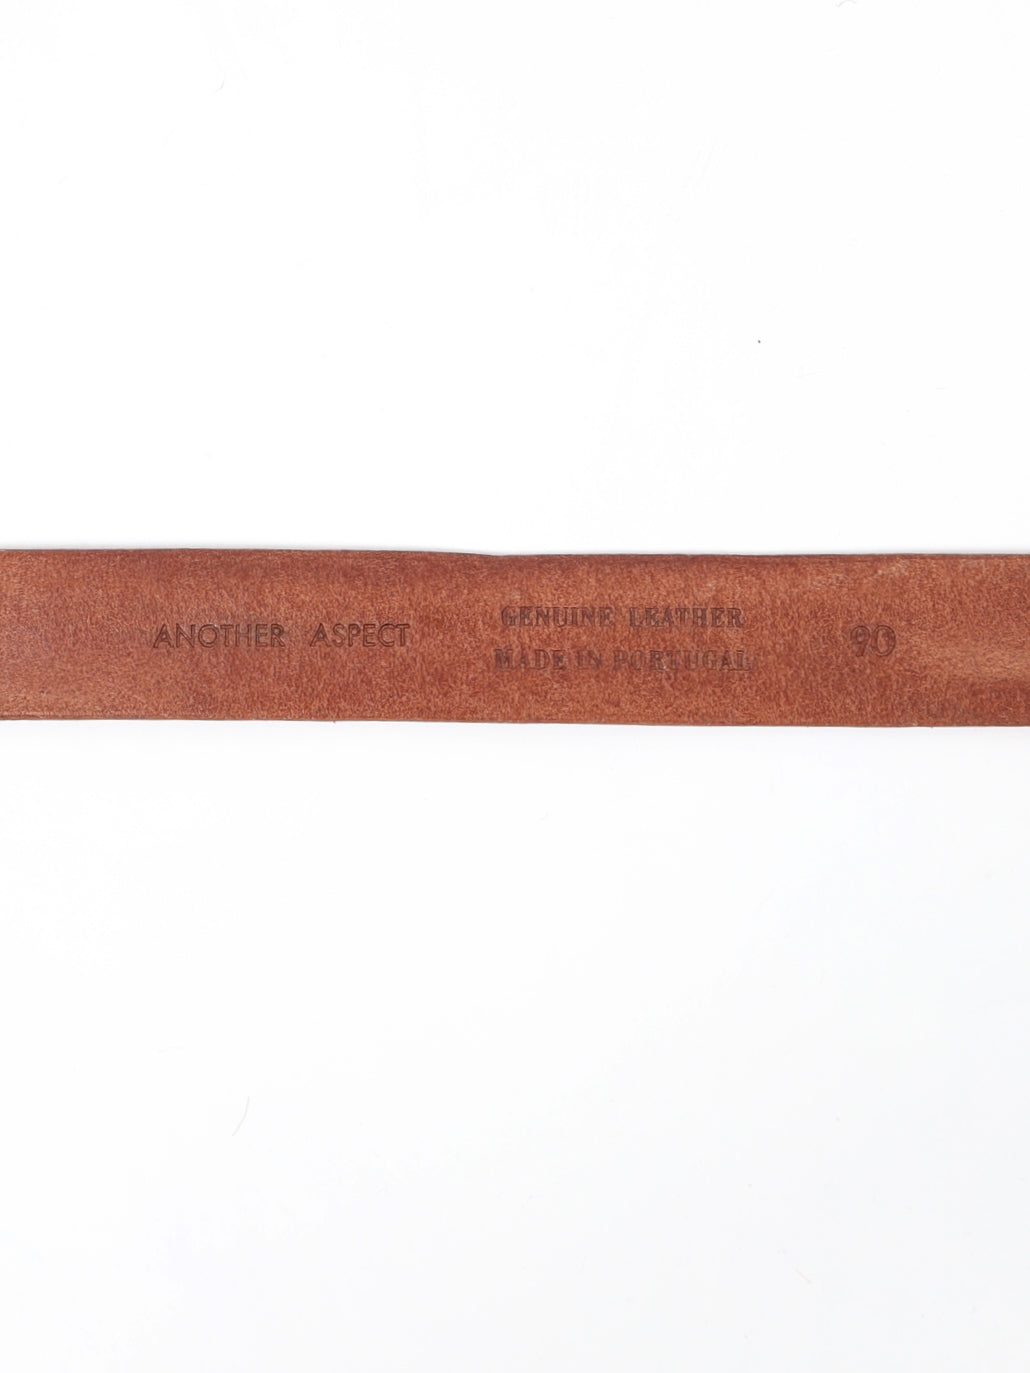 ANOTHER ASPECT
GENUINE LEATHER
MADE IN PORTUGAL
90